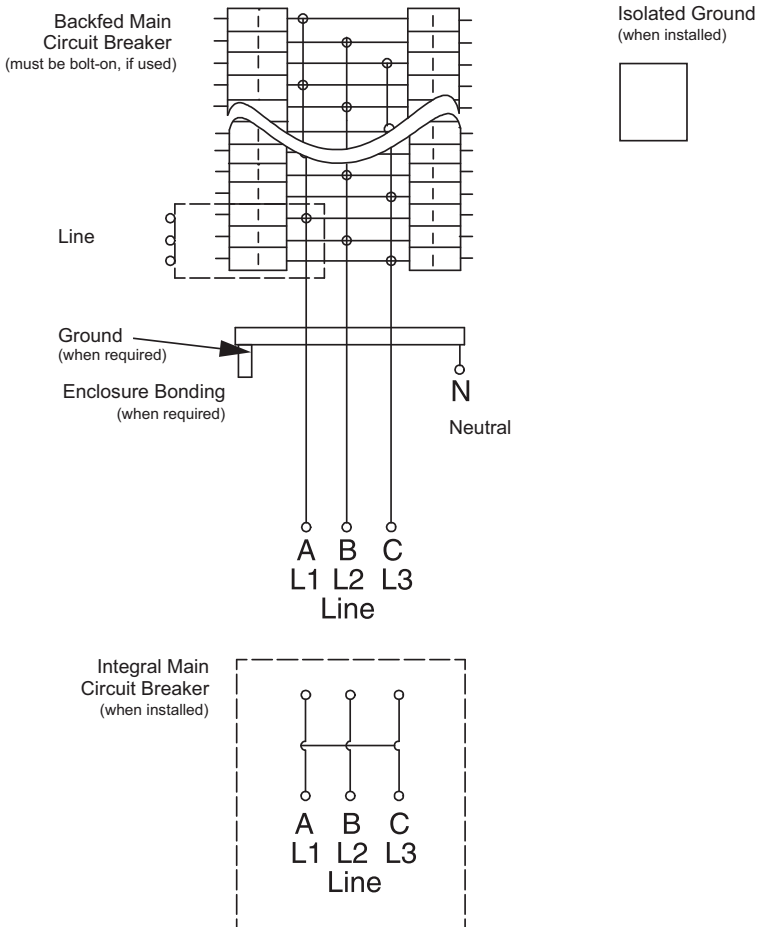 Backfed Main
Circuit Breaker
(must be bolt-on, if used)
Isolated Ground
(when installed)
Line
Ground
(when required)
Enclosure Bonding
(when required)
N
Neutral
A B C
L1 L2 L3
Line
Integral Main
Circuit Breaker
(when installed)
A B C
L1 L2 L3
Line